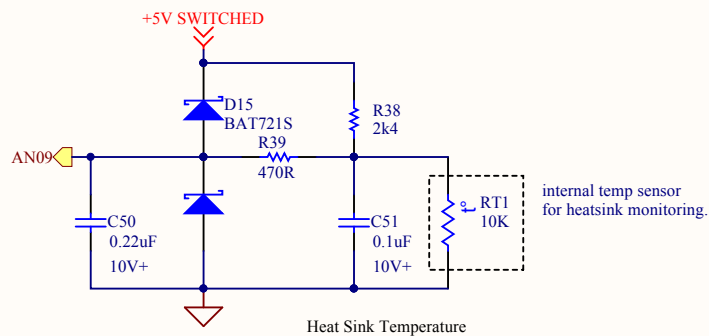 +5V SWITCHED
D15
BAT721S
R38
2k4
R39
470R
AN09
C50
0.22uF
10V+
C51
0.1uF
10V+
t°
RT1
10K
internal temp sensor
for heatsink monitoring.
Heat Sink Temperature